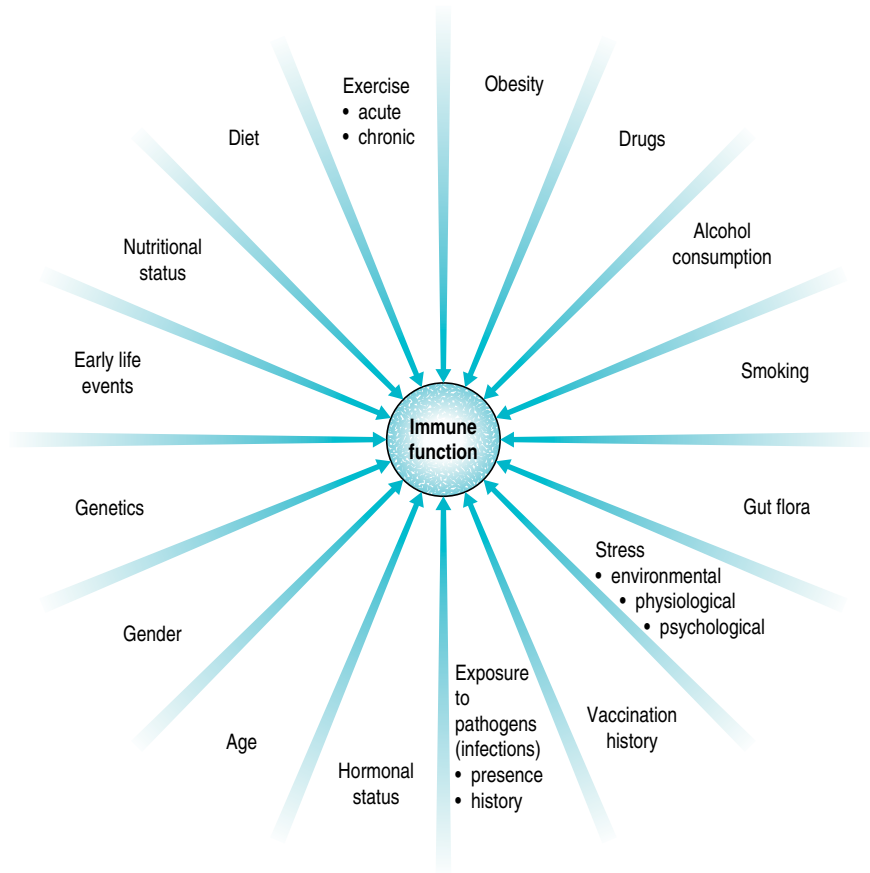 Exercise
• acute
• chronic
Obesity
Drugs
Alcohol
consumption
Smoking
Gut flora
Stress
• environmental
• physiological
• psychological
Vaccination
history
Exposure
to
pathogens
(infections)
• presence
• history
Hormonal
status
Age
Gender
Genetics
Early life
events
Nutritional
status
Diet
Immune
function